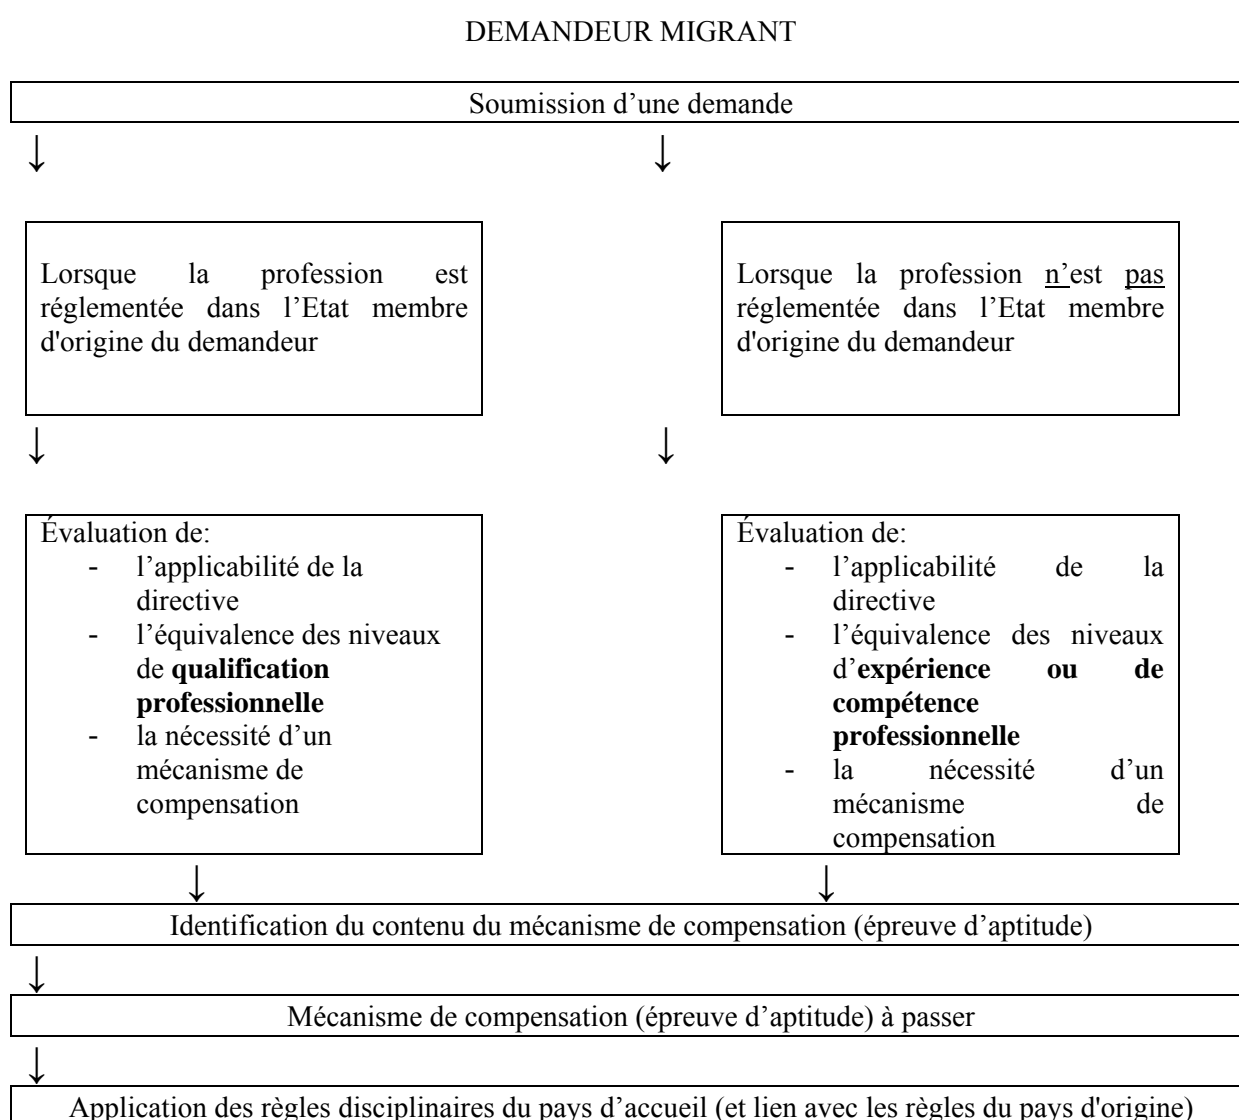 DEMANDEUR MIGRANT
Soumission d’une demande
↓ ↓
Lorsque la profession est
réglementée dans l’Etat membre
d'origine du demandeur
Lorsque la profession n’est pas
réglementée dans l’Etat membre
d'origine du demandeur
↓ ↓
Évaluation de:
- l’applicabilité de la
directive
- l’équivalence des niveaux
de qualification
professionnelle
- la nécessité d’un
mécanisme de
compensation
Évaluation de:
- l’applicabilité de la
directive
- l’équivalence des niveaux
d’expérience ou de
compétence
professionnelle
- la nécessité d’un
mécanisme de
compensation
↓ ↓
Identification du contenu du mécanisme de compensation (épreuve d’aptitude)
↓
Mécanisme de compensation (épreuve d’aptitude) à passer
↓
Application des règles disciplinaires du pays d’accueil (et lien avec les règles du pays d'origine)